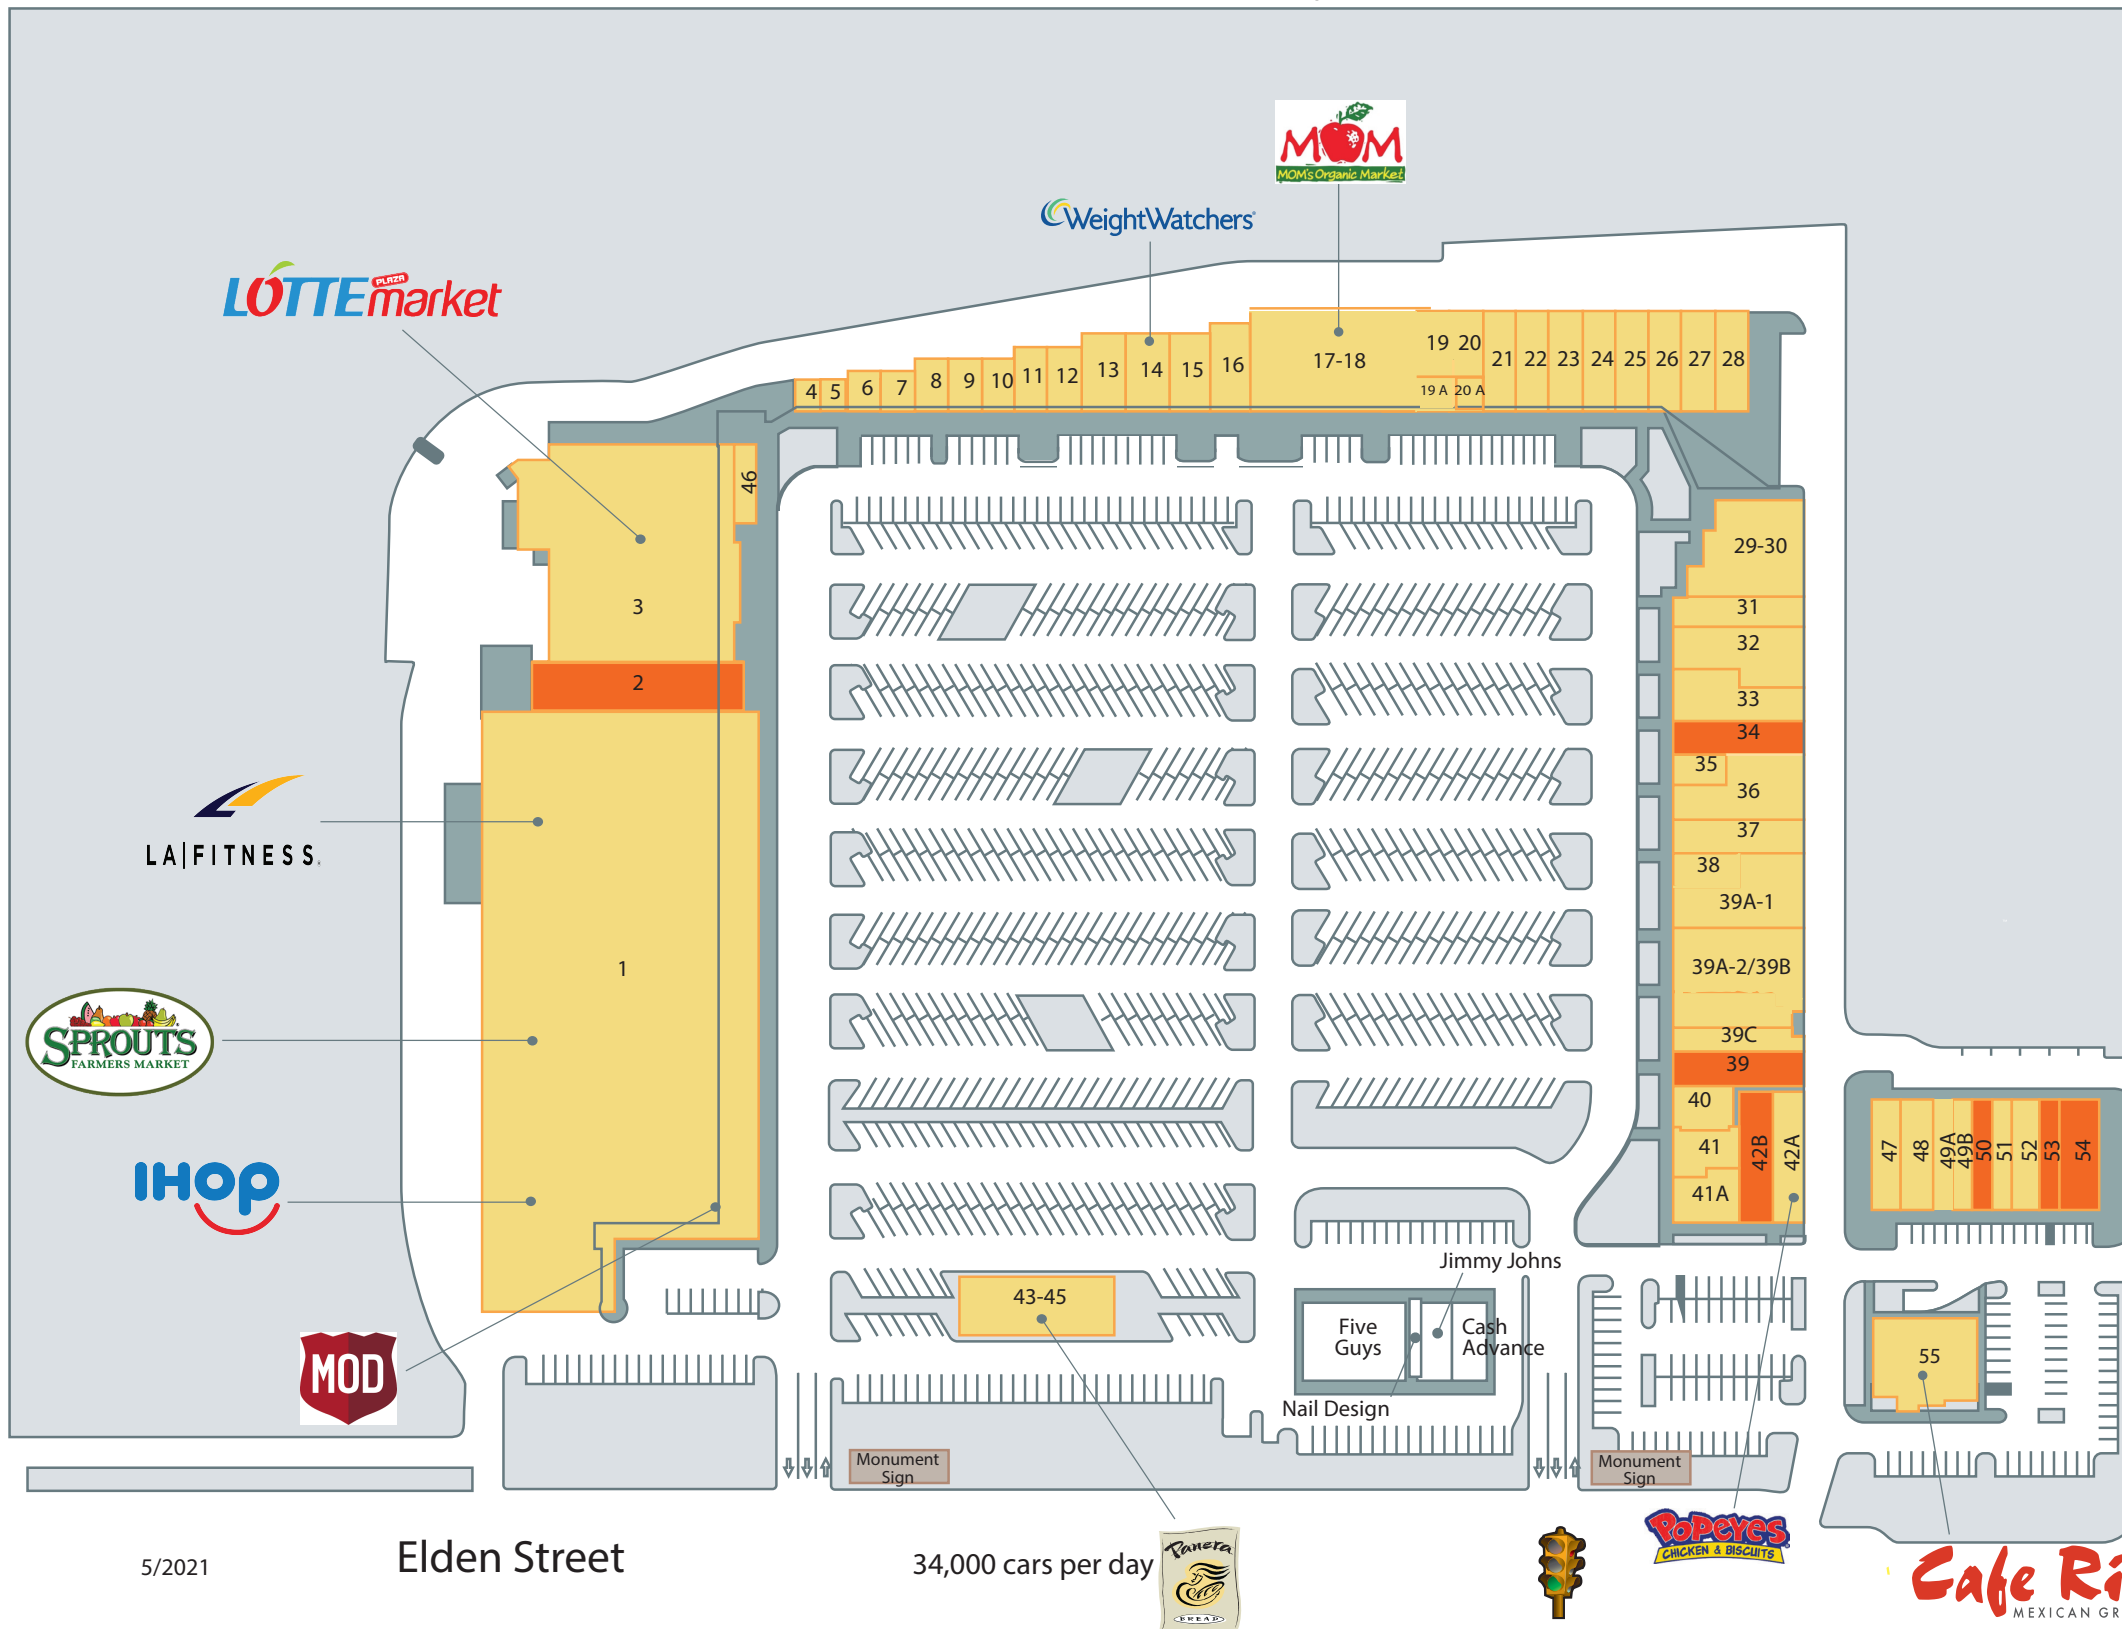 MOM
MOM's Organic Market
WeightWatchers
LOTTE PLAZA market
4 5 6 7 8 9 10 11 12 13 14 15 16 17-18 19 20 21 22 23 24 25 26 27 28
19 A 20 A
46
3
2
1
29-30
31
32
33
34
35
36
37
38
39A-1
39A-2/39B
39C
39
40
41
41A
42B
42A
47 48 49A 49B 50 51 52 53 54
LA|FITNESS.
SPROUTS
FARMERS MARKET
IHOP
MOD
43-45
Jimmy Johns
Five
Guys
Cash
Advance
Nail Design
55
Monument
Sign
Monument
Sign
5/2021
Elden Street
34,000 cars per day
Panera
BREAD
POPEYES
CHICKEN & BISCUITS
Cafe Ri
MEXICAN GR